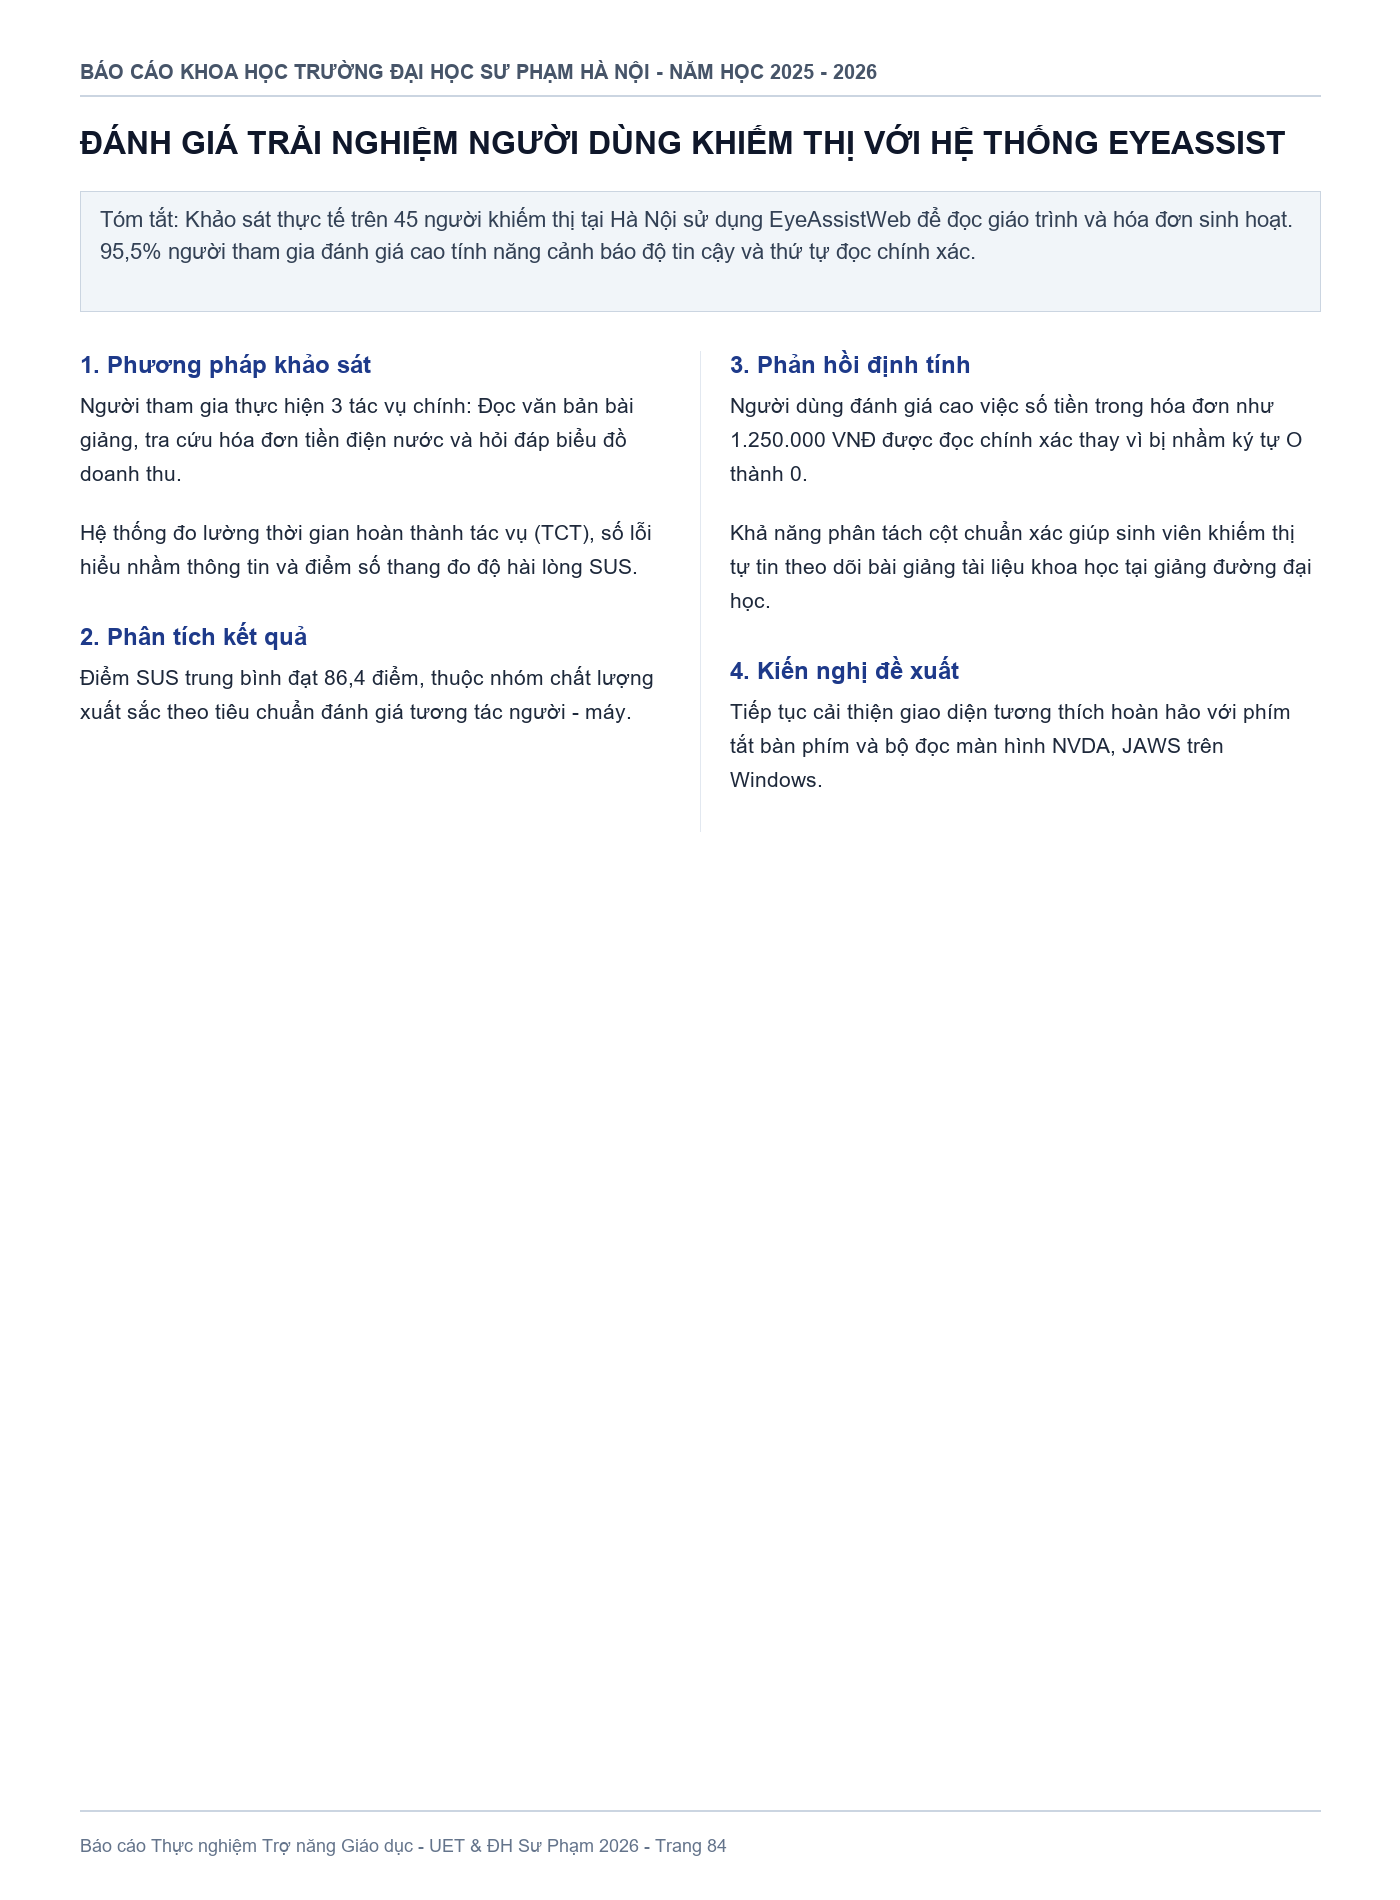 BÁO CÁO KHOA HỌC TRƯỜNG ĐẠI HỌC SƯ PHẠM HÀ NỘI - NĂM HỌC 2025 - 2026
ĐÁNH GIÁ TRẢI NGHIỆM NGƯỜI DÙNG KHIẾM THỊ VỚI HỆ THỐNG EYEASSIST
Tóm tắt: Khảo sát thực tế trên 45 người khiếm thị tại Hà Nội sử dụng EyeAssistWeb để đọc giáo trình và hóa đơn sinh hoạt.
95,5% người tham gia đánh giá cao tính năng cảnh báo độ tin cậy và thứ tự đọc chính xác.
1. Phương pháp khảo sát
Người tham gia thực hiện 3 tác vụ chính: Đọc văn bản bài
giảng, tra cứu hóa đơn tiền điện nước và hỏi đáp biểu đồ
doanh thu.
Hệ thống đo lường thời gian hoàn thành tác vụ (TCT), số lỗi
hiểu nhầm thông tin và điểm số thang đo độ hài lòng SUS.
2. Phân tích kết quả
Điểm SUS trung bình đạt 86,4 điểm, thuộc nhóm chất lượng
xuất sắc theo tiêu chuẩn đánh giá tương tác người - máy.
3. Phản hồi định tính
Người dùng đánh giá cao việc số tiền trong hóa đơn như
1.250.000 VNĐ được đọc chính xác thay vì bị nhầm ký tự O
thành 0.
Khả năng phân tách cột chuẩn xác giúp sinh viên khiếm thị
tự tin theo dõi bài giảng tài liệu khoa học tại giảng đường đại
học.
4. Kiến nghị đề xuất
Tiếp tục cải thiện giao diện tương thích hoàn hảo với phím
tắt bàn phím và bộ đọc màn hình NVDA, JAWS trên
Windows.
Báo cáo Thực nghiệm Trợ năng Giáo dục - UET & ĐH Sư Phạm 2026 - Trang 84